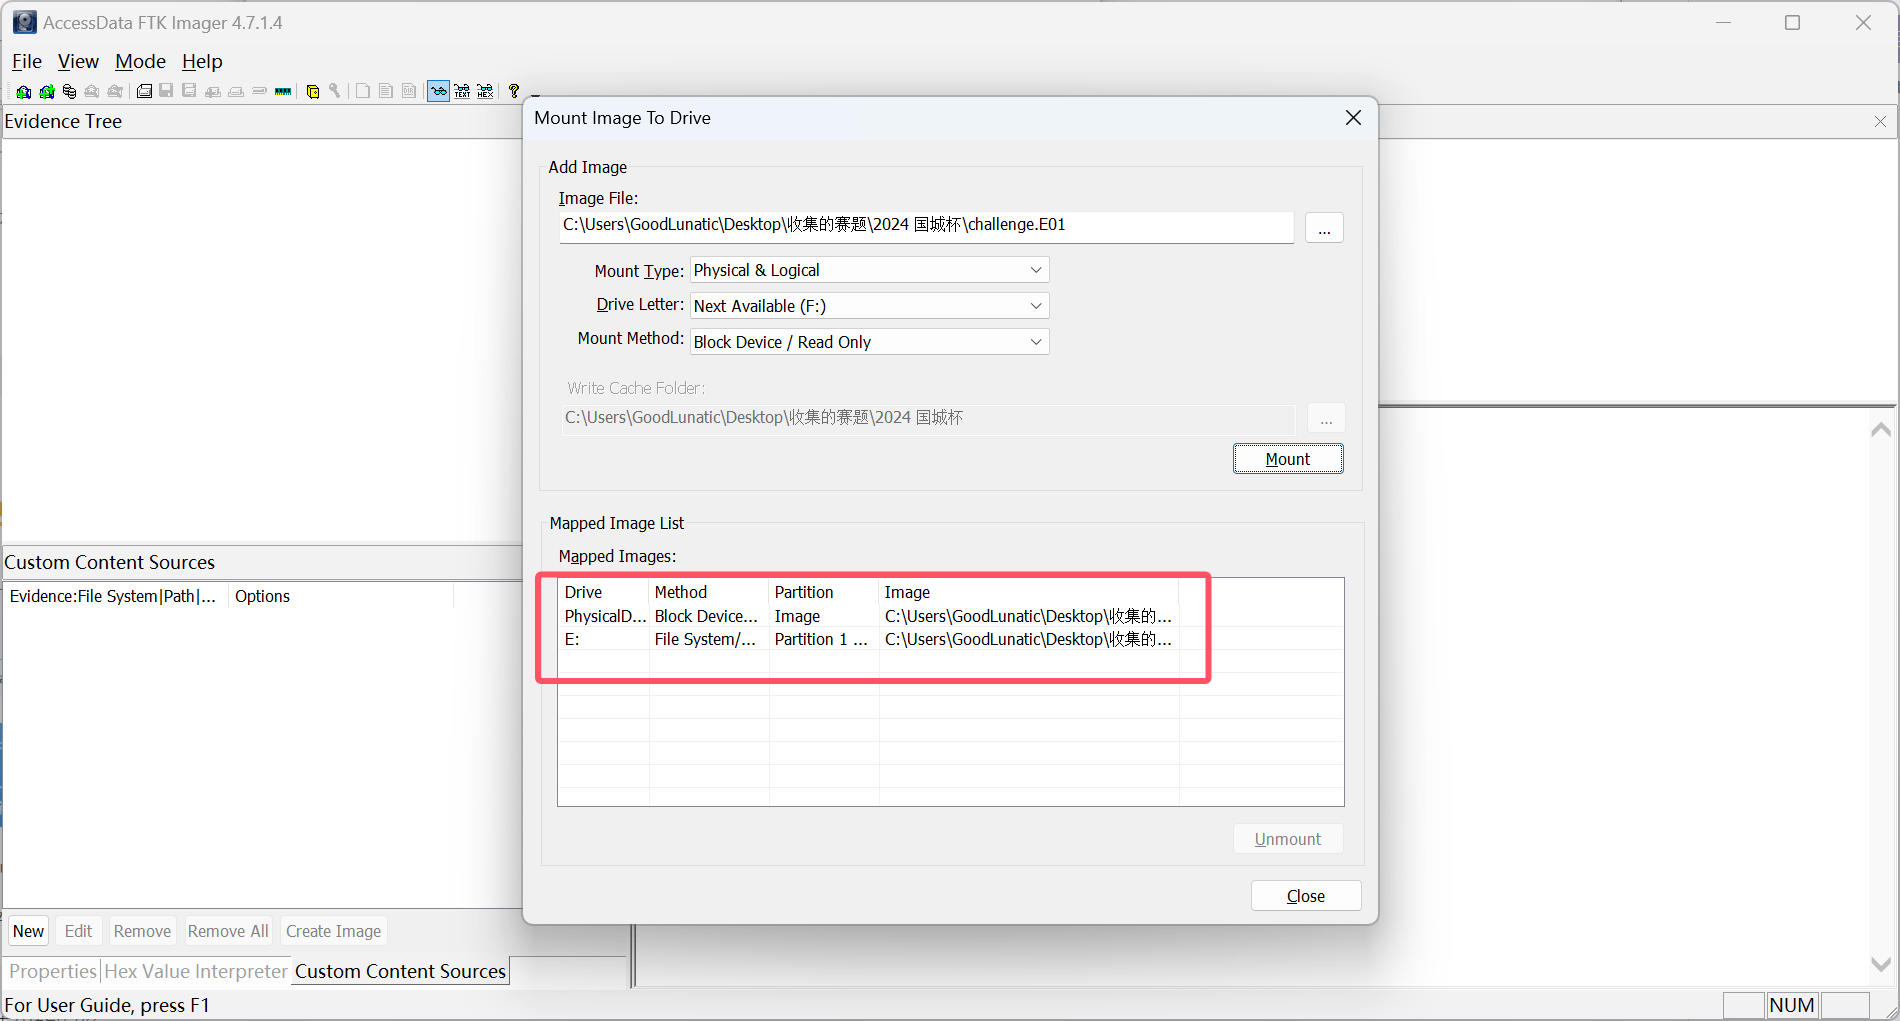 AccessData FTK Imager 4.7.1.4
File View Mode Help
Evidence Tree
Mount Image To Drive
Add Image
Image File:
C:\Users\GoodLunatic\Desktop\收集的赛题\2024 国城杯\challenge.E01
...
Mount Type: Physical & Logical
Drive Letter: Next Available (F:)
Mount Method: Block Device / Read Only
Write Cache Folder:
C:\Users\GoodLunatic\Desktop\收集的赛题\2024 国城杯
...
Mount
Mapped Image List
Mapped Images:
Drive Method Partition Image
PhysicalD... Block Device... Image C:\Users\GoodLunatic\Desktop\收集的...
E: File System/... Partition 1 ... C:\Users\GoodLunatic\Desktop\收集的...
Unmount
Close
Custom Content Sources
Evidence:File System|Path|... Options
New Edit Remove Remove All Create Image
Properties Hex Value Interpreter Custom Content Sources
For User Guide, press F1
NUM